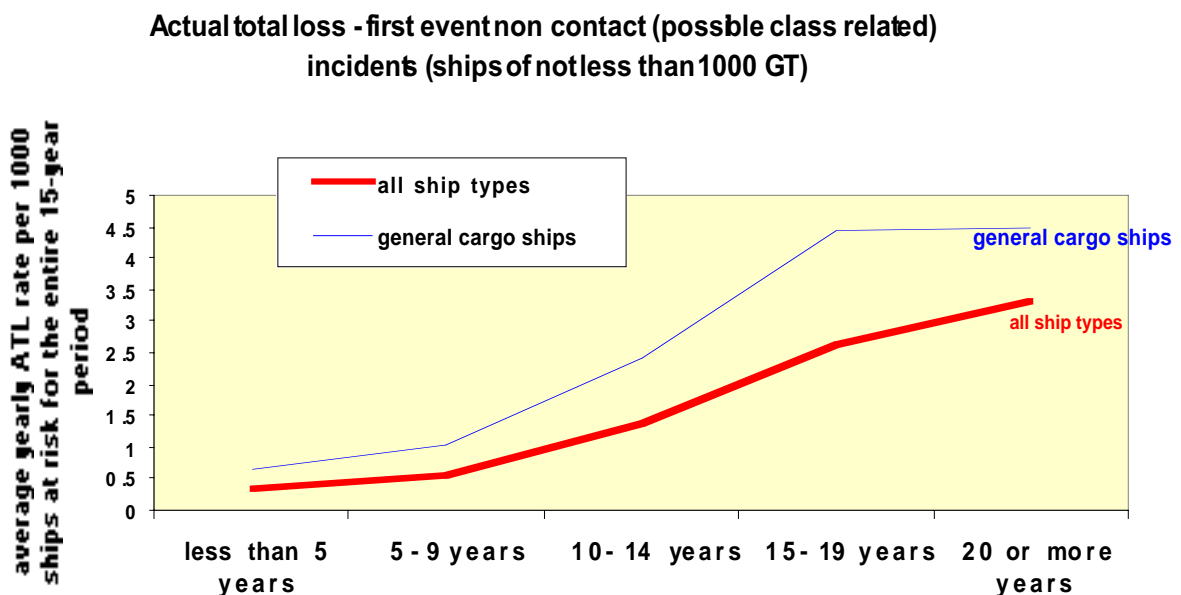 Actual total loss - first event non contact (possible class related)
incidents (ships of not less than 1000 GT)
average yearly ATL rate per 1000
ships at risk for the entire 15-year
period
all ship types
general cargo ships
5
4.5
4
3.5
3
2.5
2
1.5
1
0.5
0
general cargo ships
all ship types
less than 5
years
5-9 years
10-14 years
15-19 years
20 or more
years